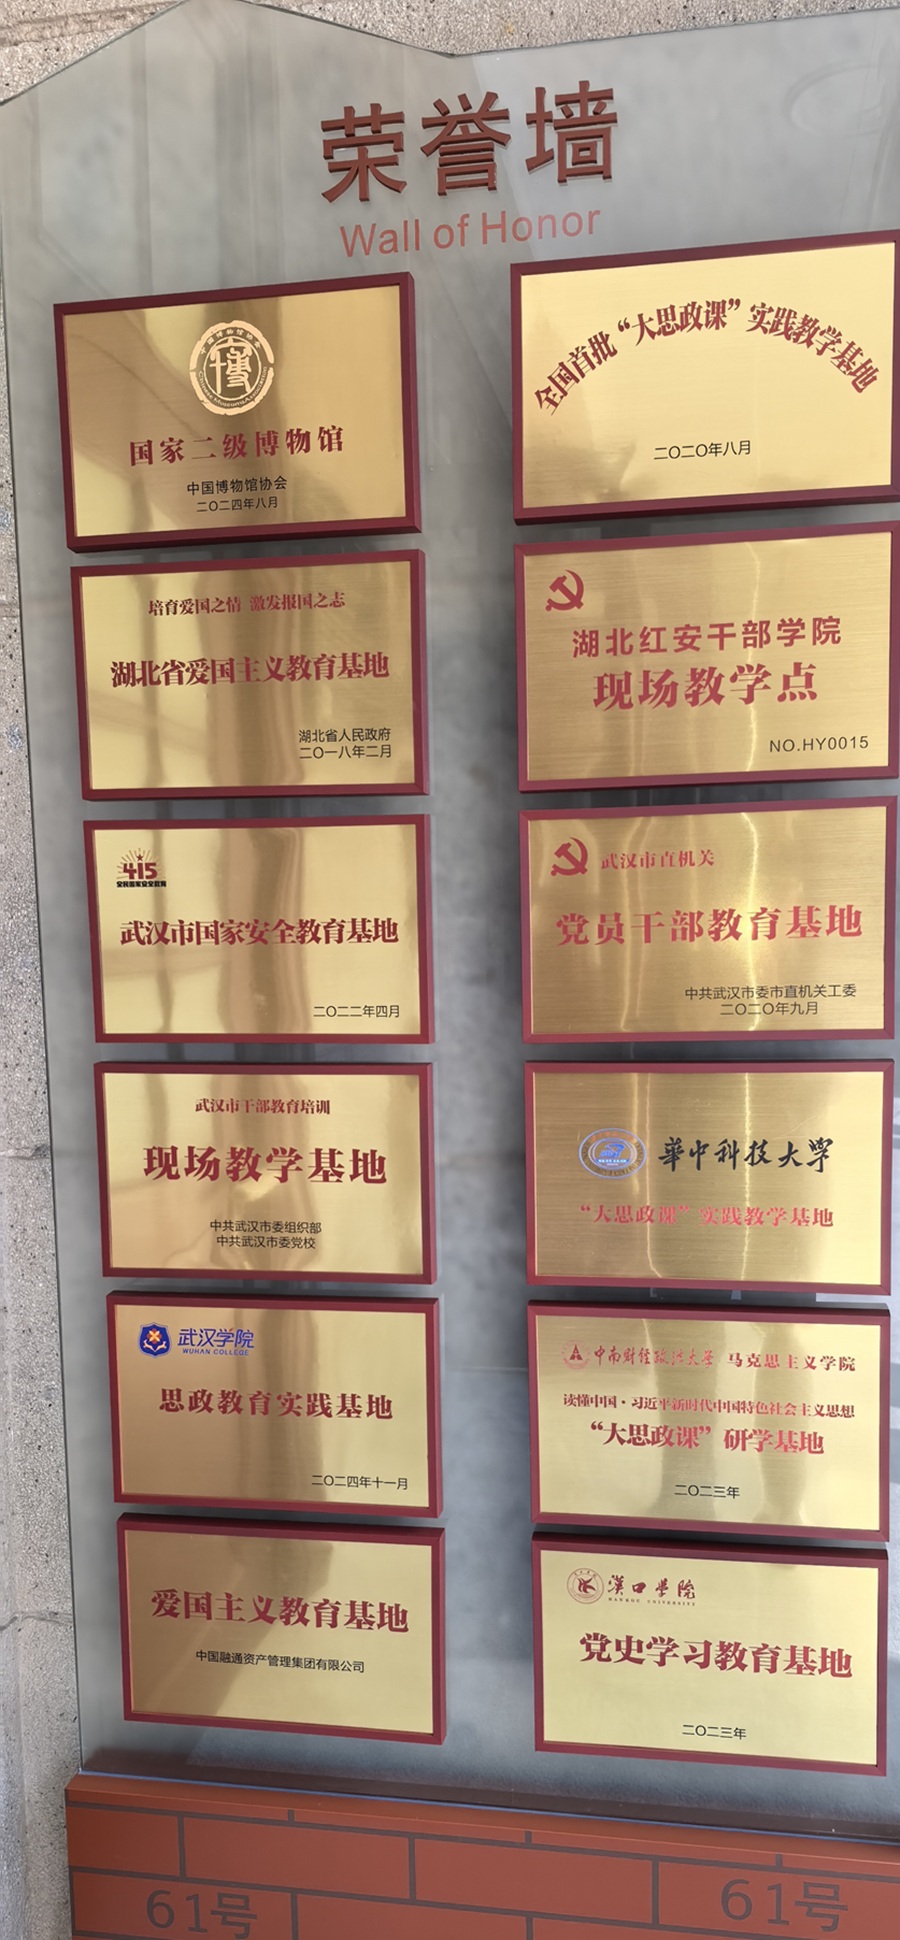 荣誉墙
Wall of Honor
国家二级博物馆
中国博物馆协会
二〇二四年八月
培育爱国之情 激发报国之志
湖北省爱国主义教育基地
湖北省人民政府
二〇一八年二月
415
全民国家安全教育
武汉市国家安全教育基地
二〇二二年四月
武汉市干部教育培训
现场教学基地
中共武汉市委组织部
中共武汉市委党校
武汉学院
WUHAN COLLEGE
思政教育实践基地
二〇二四年十一月
爱国主义教育基地
中国融通资产管理集团有限公司
全国首批“大思政课”实践教学基地
二〇二〇年八月
湖北红安干部学院
现场教学点
NO.HY0015
武汉市直机关
党员干部教育基地
中共武汉市委市直机关工委
二〇二〇年九月
華中科技大學
“大思政课”实践教学基地
中南财经政法大学 马克思主义学院
读懂中国·习近平新时代中国特色社会主义思想
“大思政课”研学基地
二〇二三年
漢口学院
HANKOU UNIVERSITY
党史学习教育基地
二〇二三年
61号
61号